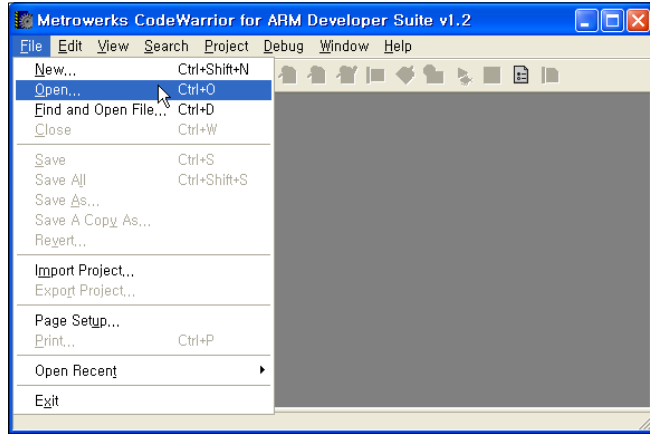 Metrowerks CodeWarrior for ARM Developer Suite v1.2
File Edit View Search Project Debug Window Help
New... Ctrl+Shift+N
Open... Ctrl+O
Find and Open File... Ctrl+D
Close Ctrl+W
Save Ctrl+S
Save All Ctrl+Shift+S
Save As...
Save A Copy As...
Revert...
Import Project...
Export Project...
Page Setup...
Print... Ctrl+P
Open Recent
Exit